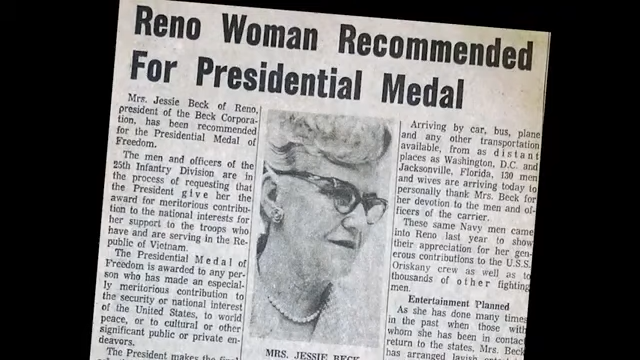 Reno Woman Recommended
For Presidential Medal
Mrs. Jessie Beck of Reno,
president of the Beck Corpora-
tion, has been recommended
for the Presidential Medal of
Freedom.
The men and officers of the
25th Infantry Division are in
the process of requesting that
the President give her the
award for meritorious contribu-
tion to the national interests for
her support to the troops who
have and are serving in the Re-
public of Vietnam.
The Presidential Medal of
Freedom is awarded to any per-
son who has made an especial-
ly meritorious contribution to
the security or national interest
of the United States, to world
peace, or to cultural or other
significant public or private en-
deavors.
The President makes the final
MRS. JESSIE BECK
Arriving by car, bus, plane
and any other transportation
available, from as distant
places as Washington, D.C. and
Jacksonville, Florida, 130 men
and wives are arriving today to
personally thank Mrs. Beck for
her devotion to the men and of-
ficers of the carrier.
These same Navy men came
into Reno last year to show
their appreciation for her gen-
erous contributions to the U.S.S.
Oriskany crew as well as to
thousands of other fighting
men.
Entertainment Planned
As she has done many times
in the past when those with
whom she has been in contact
return to the states, Mrs. Beck
has arranged